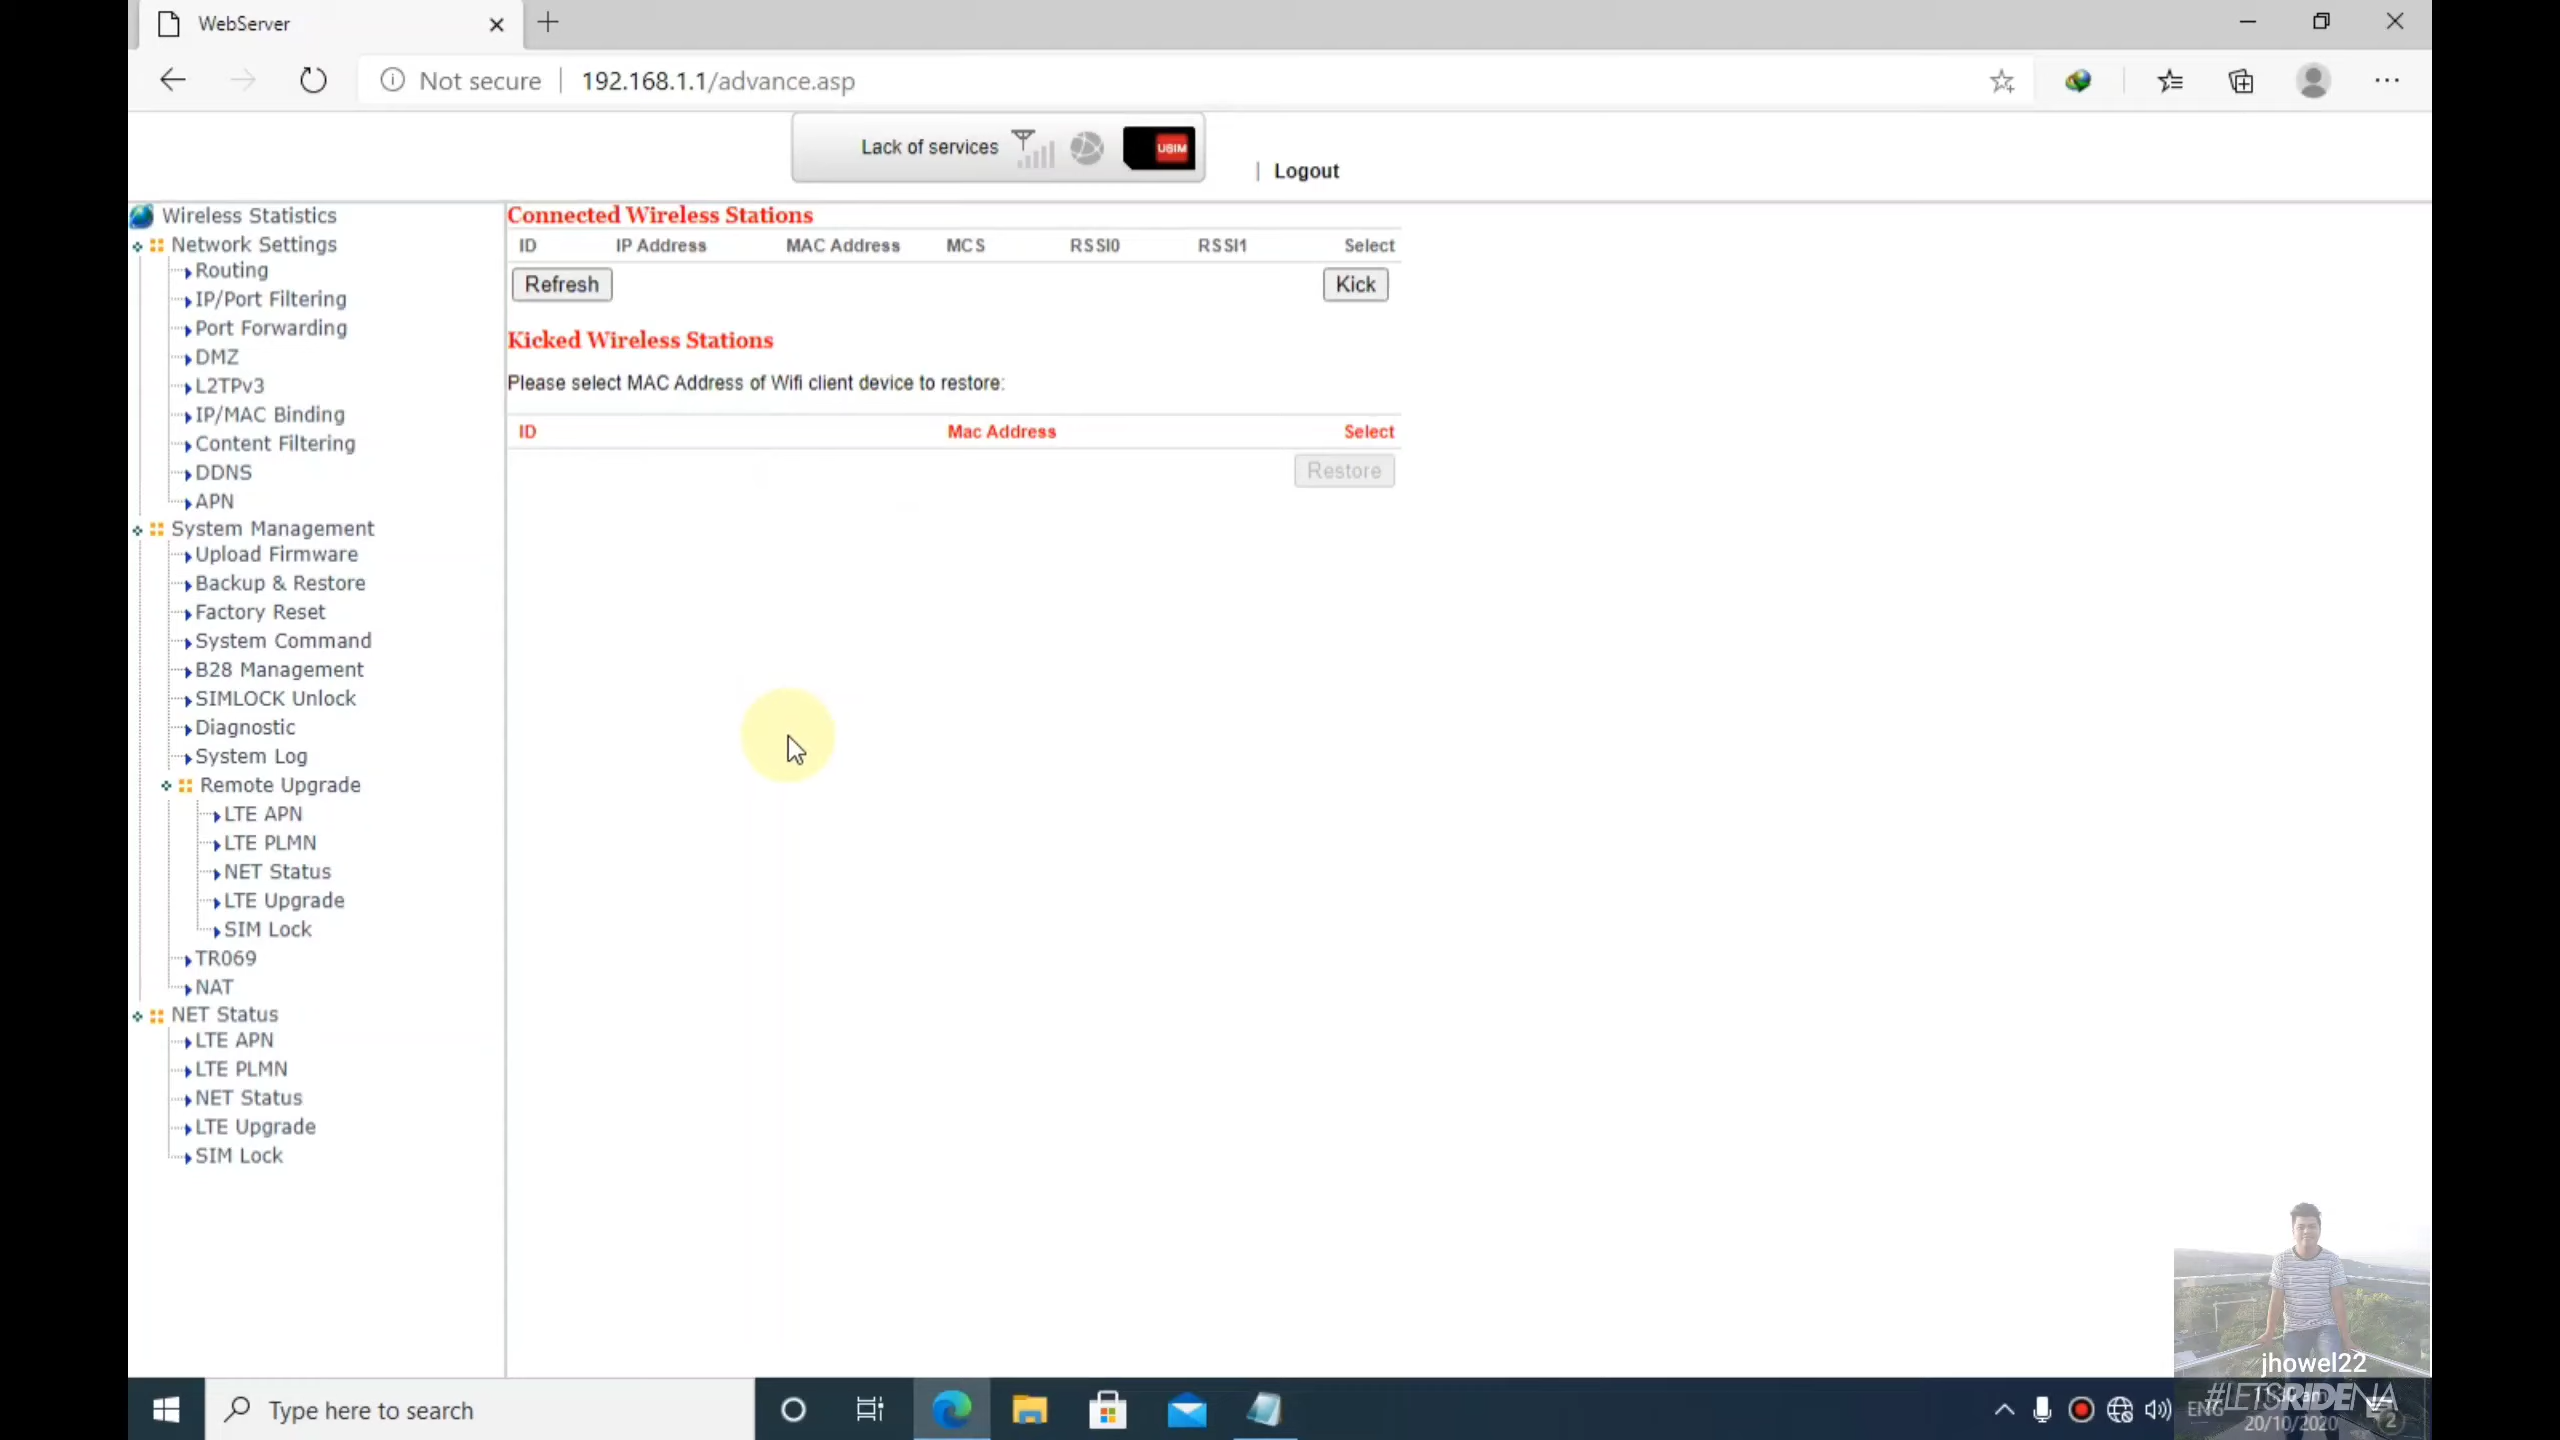 WebServer
Not secure | 192.168.1.1/advance.asp
Lack of services
USIM
| Logout
Wireless Statistics
Network Settings
Routing
IP/Port Filtering
Port Forwarding
DMZ
L2TPv3
IP/MAC Binding
Content Filtering
DDNS
APN
System Management
Upload Firmware
Backup & Restore
Factory Reset
System Command
B28 Management
SIMLOCK Unlock
Diagnostic
System Log
Remote Upgrade
LTE APN
LTE PLMN
NET Status
LTE Upgrade
SIM Lock
TR069
NAT
NET Status
LTE APN
LTE PLMN
NET Status
LTE Upgrade
SIM Lock
Connected Wireless Stations
ID IP Address MAC Address MCS RSSI0 RSSI1 Select
Refresh Kick
Kicked Wireless Stations
Please select MAC Address of Wifi client device to restore:
ID Mac Address Select
Restore
jhowel22
#LETSRIDENA
Type here to search
ENG
20/10/2020
2